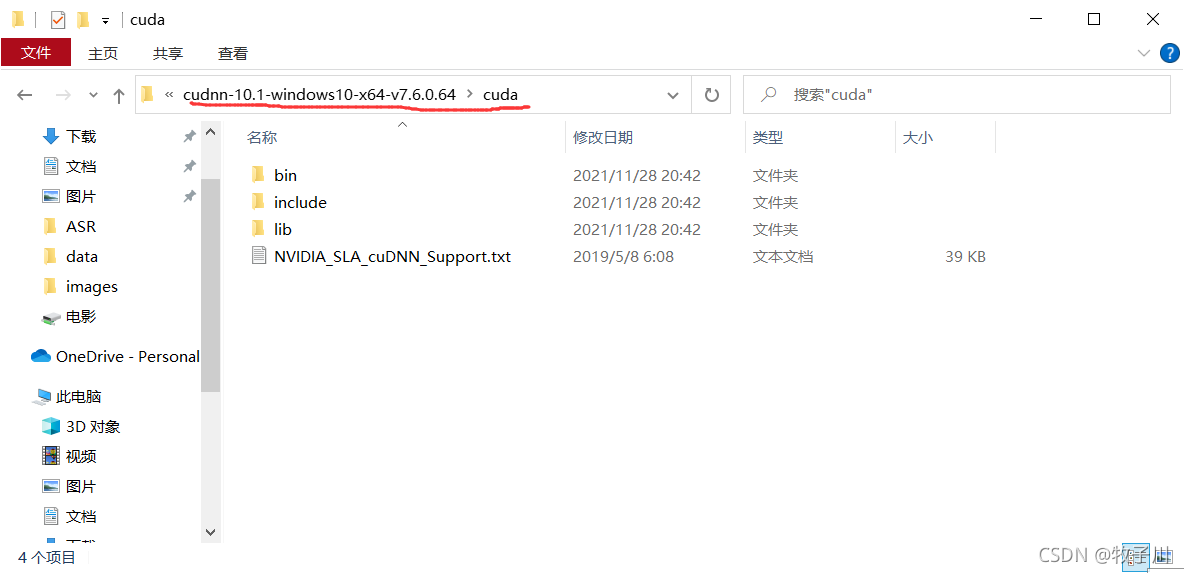 cuda
文件 主页 共享 查看
« cudnn-10.1-windows10-x64-v7.6.0.64 > cuda
搜索"cuda"
名称 修改日期 类型 大小
bin 2021/11/28 20:42 文件夹
include 2021/11/28 20:42 文件夹
lib 2021/11/28 20:42 文件夹
NVIDIA_SLA_cuDNN_Support.txt 2019/5/8 6:08 文本文档 39 KB
下载
文档
图片
ASR
data
images
电影
OneDrive - Personal
此电脑
3D 对象
视频
图片
文档
4 个项目
CSDN @牧子川